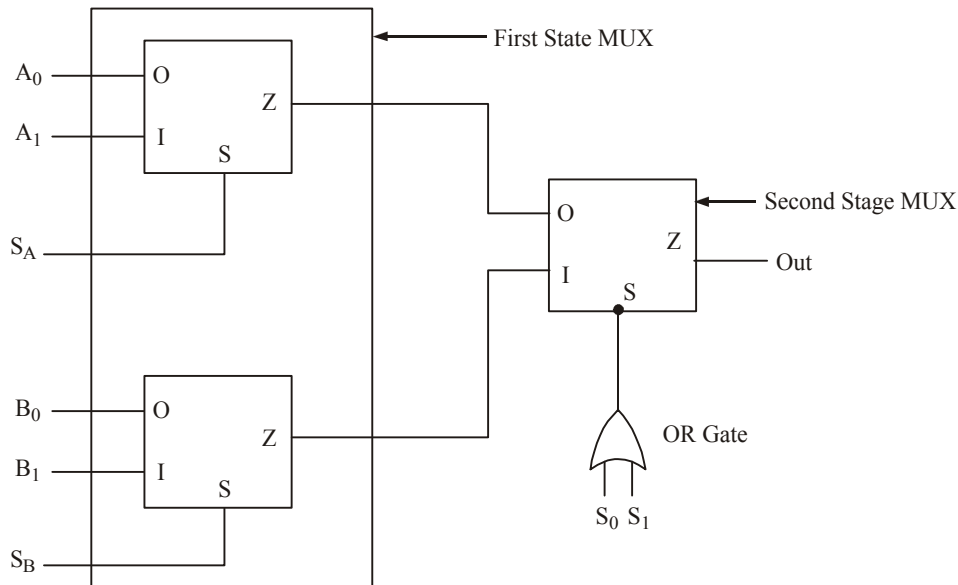 First State MUX
A0
O
Z
A1
I
S
SA
Second Stage MUX
O
Z
Out
I
S
B0
O
Z
OR Gate
B1
I
S
S0 S1
SB